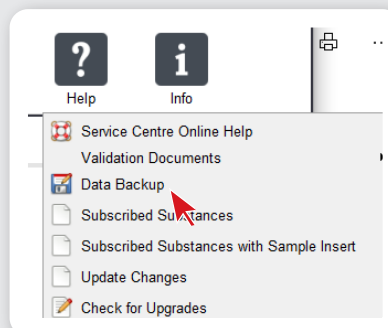 Help Info
Service Centre Online Help
Validation Documents
Data Backup
Subscribed Substances
Subscribed Substances with Sample Insert
Update Changes
Check for Upgrades